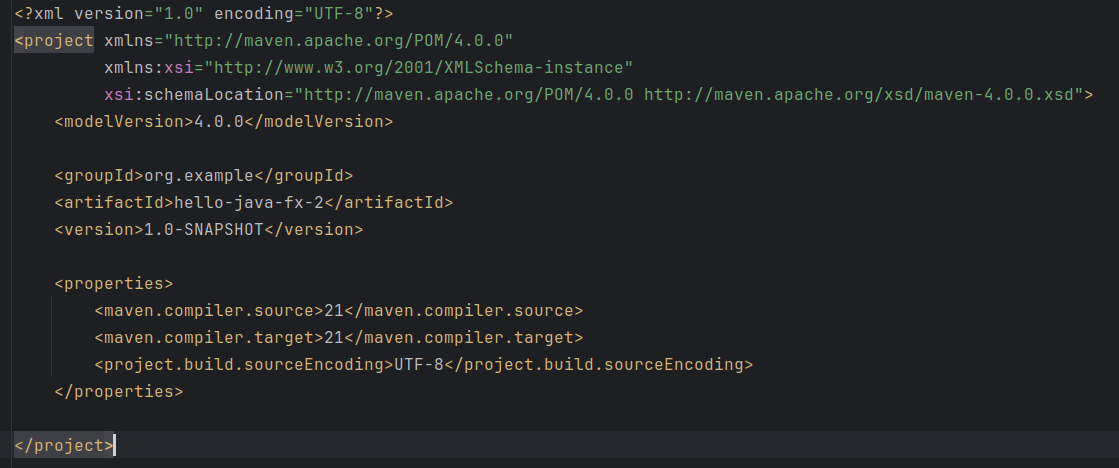 <?xml version="1.0" encoding="UTF-8"?>
<project xmlns="http://maven.apache.org/POM/4.0.0"
         xmlns:xsi="http://www.w3.org/2001/XMLSchema-instance"
         xsi:schemaLocation="http://maven.apache.org/POM/4.0.0 http://maven.apache.org/xsd/maven-4.0.0.xsd">
    <modelVersion>4.0.0</modelVersion>

    <groupId>org.example</groupId>
    <artifactId>hello-java-fx-2</artifactId>
    <version>1.0-SNAPSHOT</version>

    <properties>
        <maven.compiler.source>21</maven.compiler.source>
        <maven.compiler.target>21</maven.compiler.target>
        <project.build.sourceEncoding>UTF-8</project.build.sourceEncoding>
    </properties>

</project>